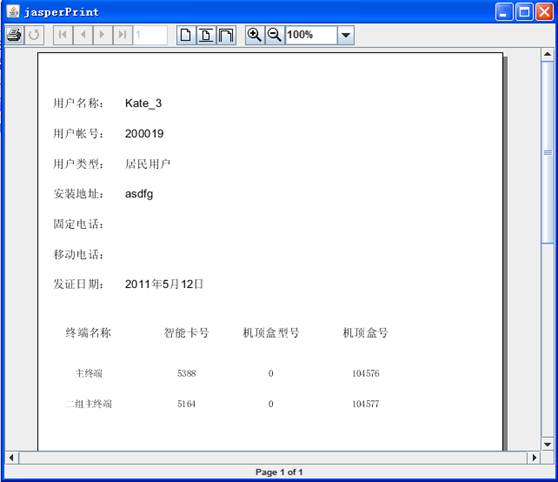 jasperPrint
1 100%
用户名称： Kate_3
用户帐号： 200019
用户类型： 居民用户
安装地址： asdfg
固定电话：
移动电话：
发证日期： 2011年5月12日
终端名称 智能卡号 机顶盒型号 机顶盒号
主终端 5388 0 104576
二组主终端 5164 0 104577
Page 1 of 1